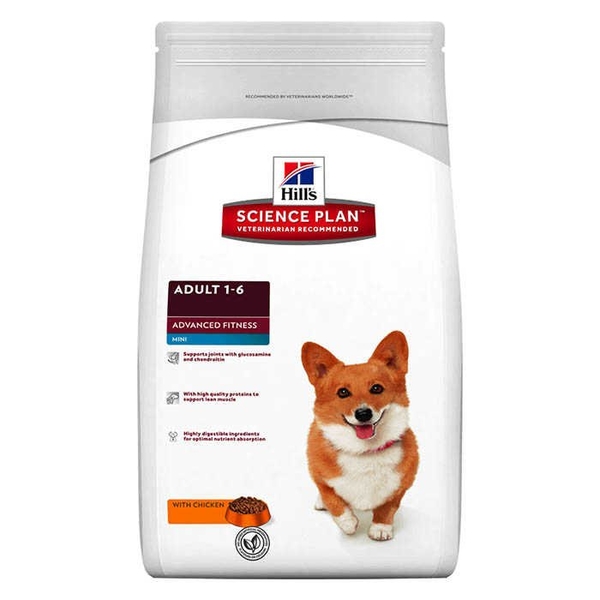 RECOMMENDED BY VETERINARIANS WORLDWIDE™
Hill's
SCIENCE PLAN™
VETERINARIAN RECOMMENDED
ADULT 1-6
ADVANCED FITNESS
MINI
Supports joints with glucosamine
and chondroitin
With high quality proteins to
support lean muscle
Highly digestible ingredients
for optimal nutrient absorption
WITH CHICKEN